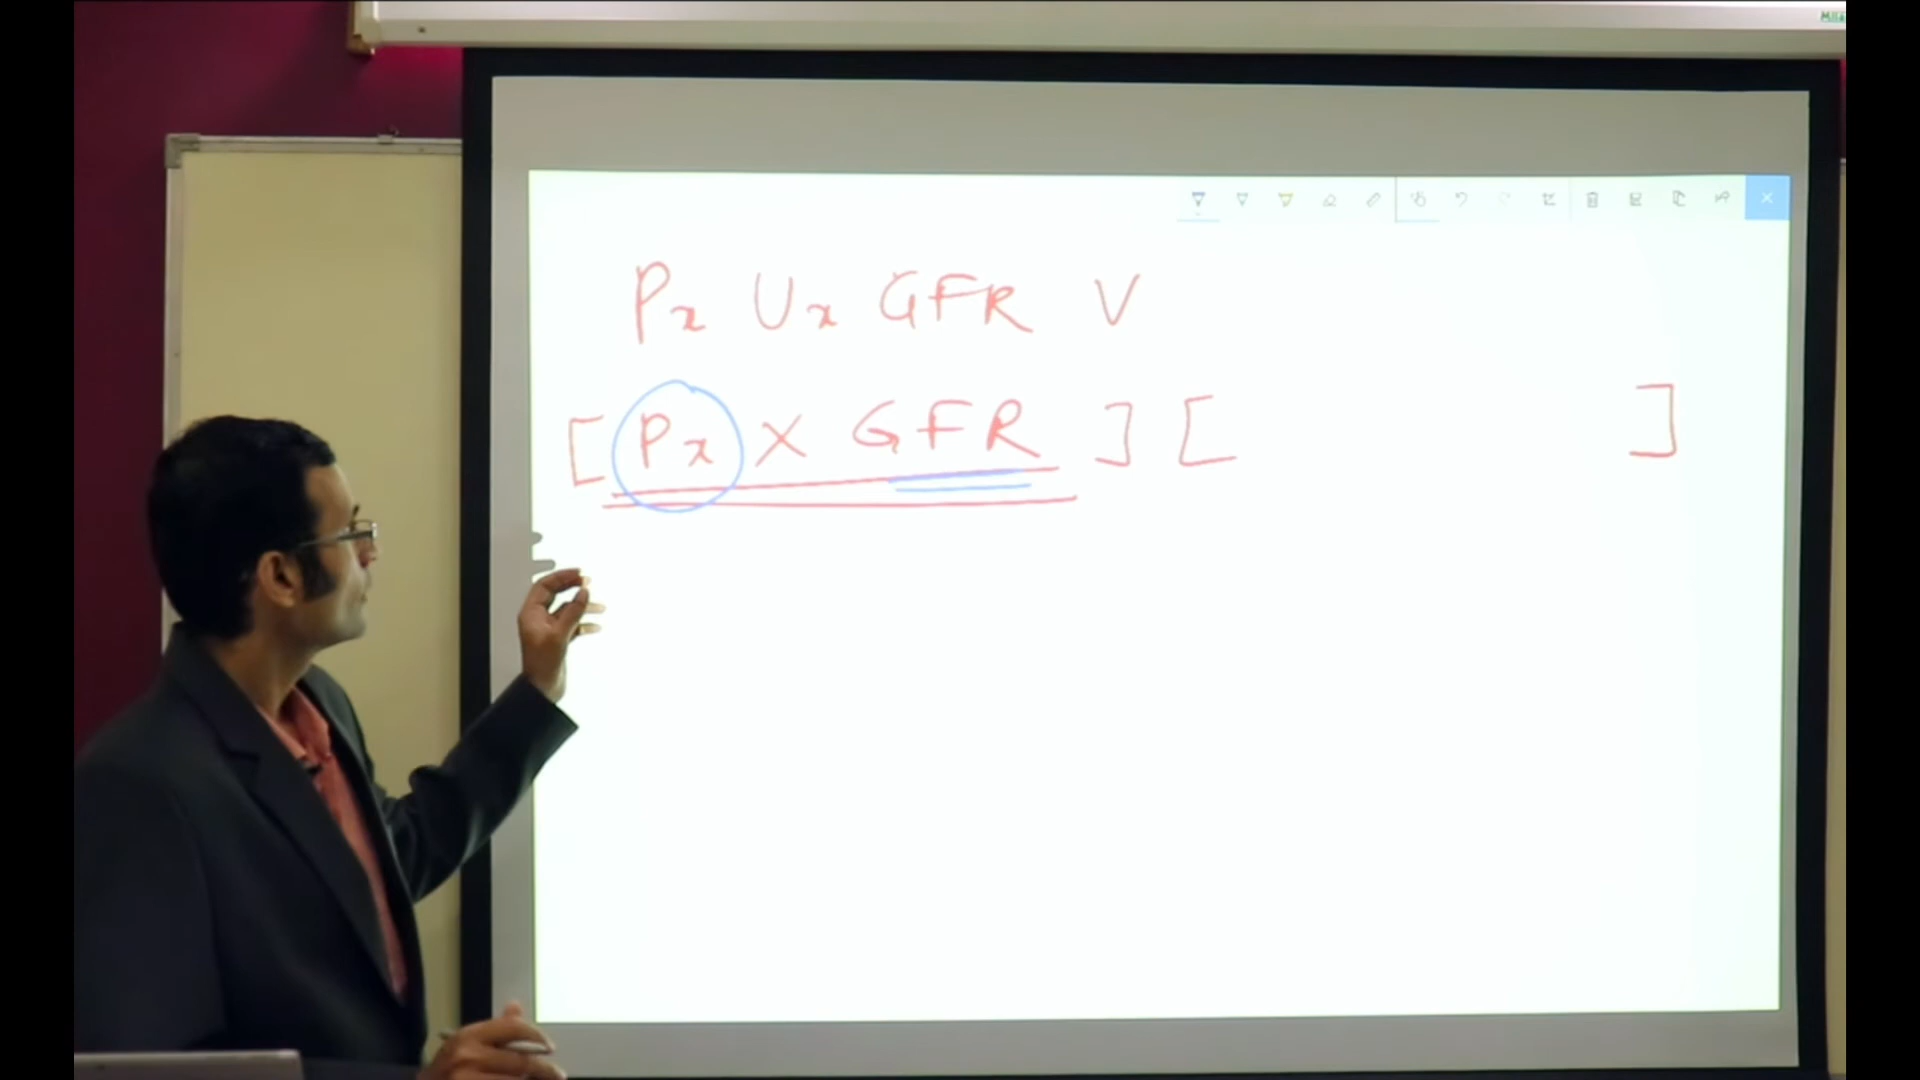 Px Ux GFR V
[ Px X GFR ] [ ]